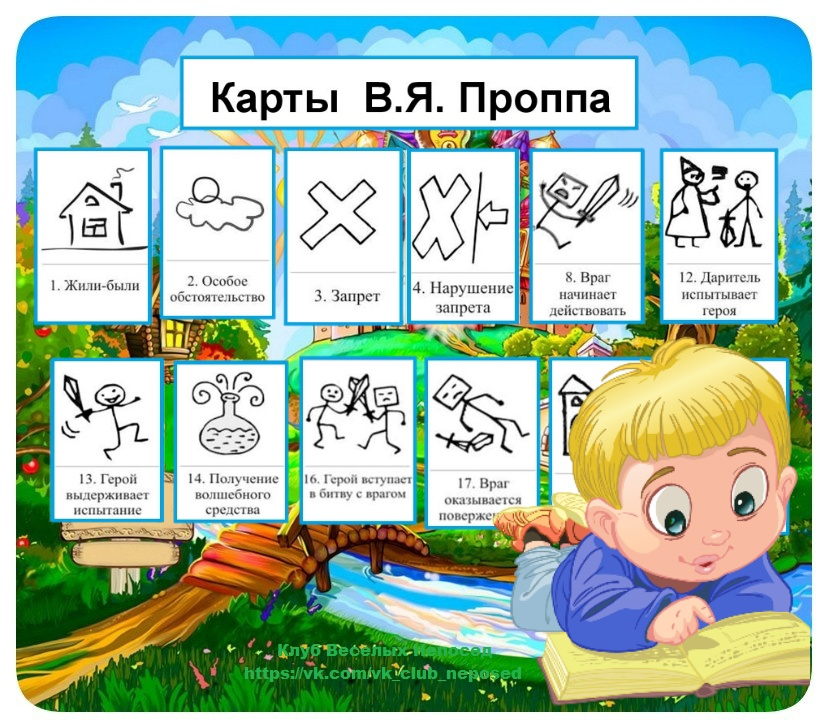 Карты В.Я. Проппа
1. Жили-были
2. Особое
обстоятельство
3. Запрет
4. Нарушение
запрета
8. Враг
начинает
действовать
12. Даритель
испытывает
героя
13. Герой
выдерживает
испытание
14. Получение
волшебного
средства
16. Герой вступает
в битву с врагом
17. Враг
оказывается
Клуб Веселых Непосед
https://vk.com/vk_club_neposed